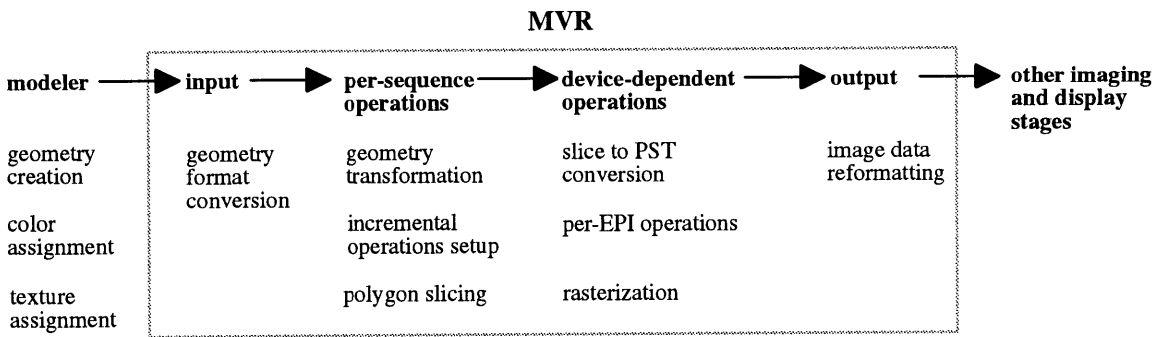 MVR
modeler
input
per-sequence
operations
device-dependent
operations
output
other imaging
and display
stages
geometry
creation
color
assignment
texture
assignment
geometry
format
conversion
geometry
transformation
incremental
operations setup
polygon slicing
slice to PST
conversion
per-EPI operations
rasterization
image data
reformatting